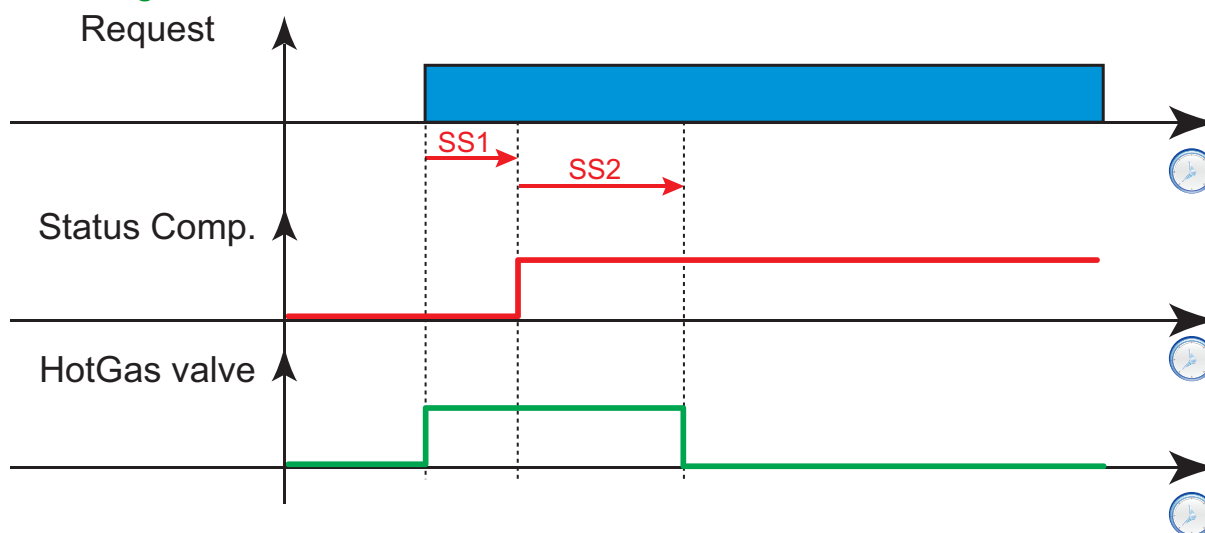 Request
SS1
SS2
Status Comp.
HotGas valve